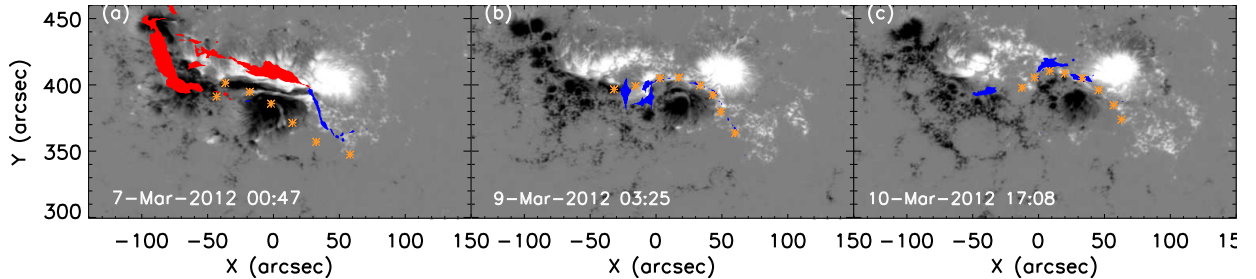 (a) (b) (c)
450
400
350
300
Y (arcsec)
7-Mar-2012 00:47 9-Mar-2012 03:25 10-Mar-2012 17:08
-100 -50 0 50 100 150 -100 -50 0 50 100 150 -100 -50 0 50 100 150
X (arcsec) X (arcsec) X (arcsec)